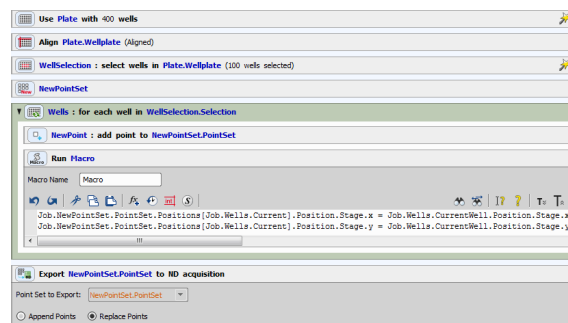 Use Plate with 400 wells
Align Plate.Wellplate (Aligned)
WellSelection : select wells in Plate.Wellplate (100 wells selected)
NewPointSet
Wells : for each well in WellSelection.Selection
NewPoint : add point to NewPointSet.PointSet
Macro Run Macro
Macro Name Macro
Job.NewPointSet.PointSet.Positions[Job.Wells.Current].Position.Stage.x = Job.Wells.CurrentWell.Position.Stage.x
Job.NewPointSet.PointSet.Positions[Job.Wells.Current].Position.Stage.y = Job.Wells.CurrentWell.Position.Stage.y
Export NewPointSet.PointSet to ND acquisition
Point Set to Export: NewPointSet.PointSet
Append Points Replace Points